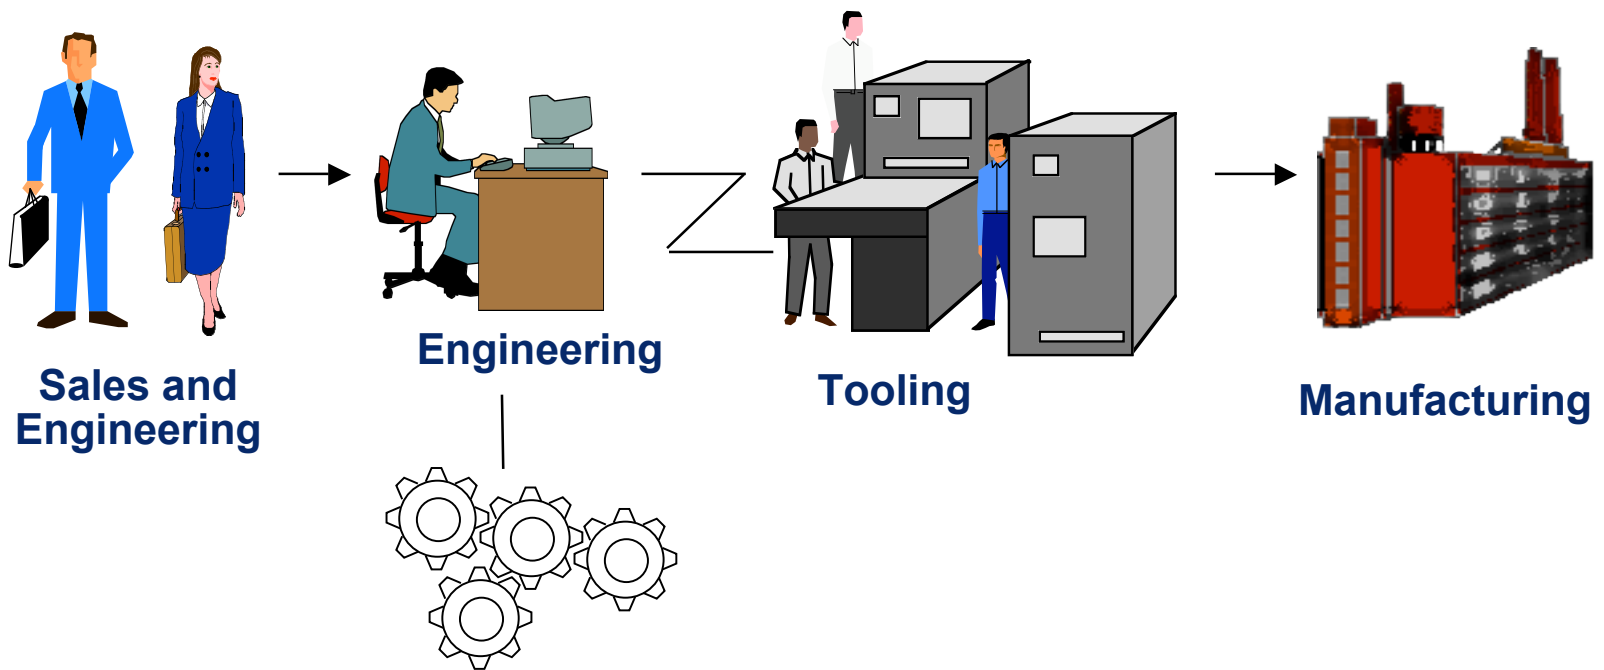 Sales and
Engineering
Engineering
Tooling
Manufacturing